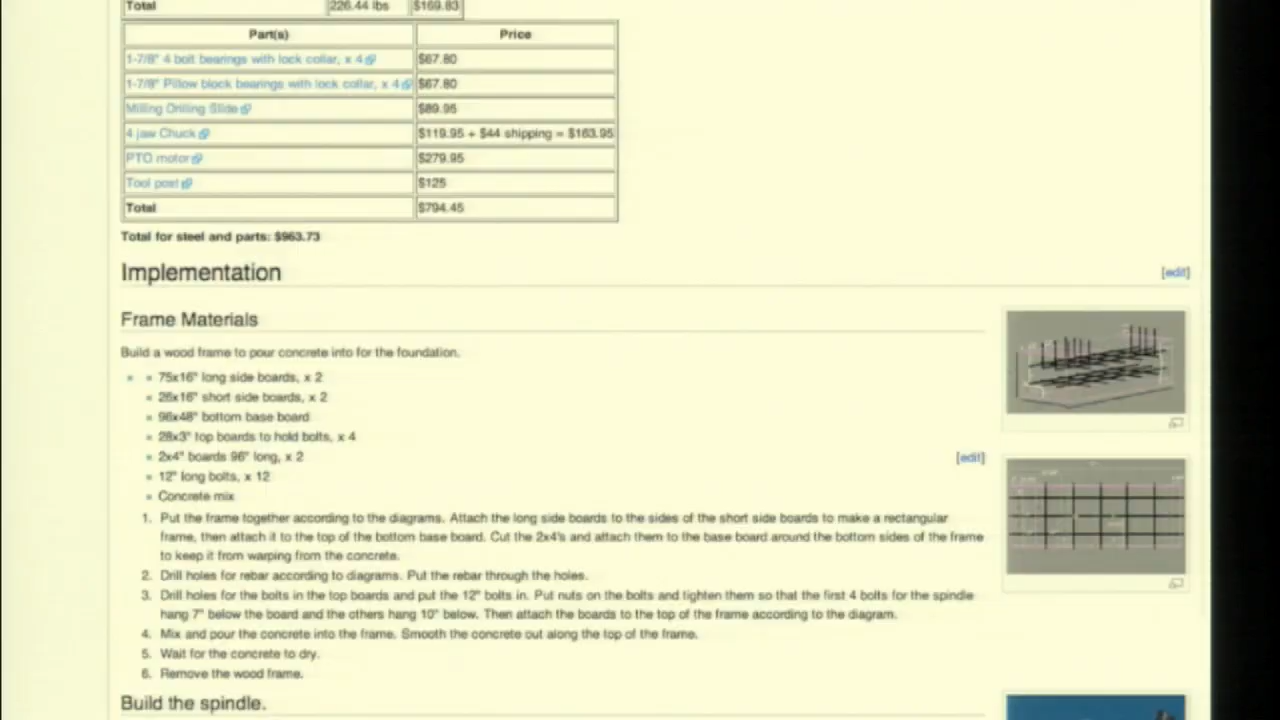 Total 226.44 lbs $169.83
Part(s) Price
1-7/8" 4 bolt bearings with lock collar, x 4 $67.80
1-7/8" Pillow block bearings with lock collar, x 4 $67.80
Milling Drilling Slide $89.95
4 jaw Chuck $119.95 + $44 shipping = $163.95
PTO motor $279.95
Tool post $125
Total $794.45
Total for steel and parts: $963.73
Implementation [edit]
Frame Materials
Build a wood frame to pour concrete into for the foundation.
75x16" long side boards, x 2
26x16" short side boards, x 2
96x48" bottom base board
28x3" top boards to hold bolts, x 4
2x4" boards 96" long, x 2 [edit]
12" long bolts, x 12
Concrete mix
1. Put the frame together according to the diagrams. Attach the long side boards to the sides of the short side boards to make a rectangular
frame, then attach it to the top of the bottom base board. Cut the 2x4's and attach them to the base board around the bottom sides of the frame
to keep it from warping from the concrete.
2. Drill holes for rebar according to diagrams. Put the rebar through the holes.
3. Drill holes for the bolts in the top boards and put the 12" bolts in. Put nuts on the bolts and tighten them so that the first 4 bolts for the spindle
hang 7" below the board and the others hang 10" below. Then attach the boards to the top of the frame according to the diagram.
4. Mix and pour the concrete into the frame. Smooth the concrete out along the top of the frame.
5. Wait for the concrete to dry.
6. Remove the wood frame.
Build the spindle.